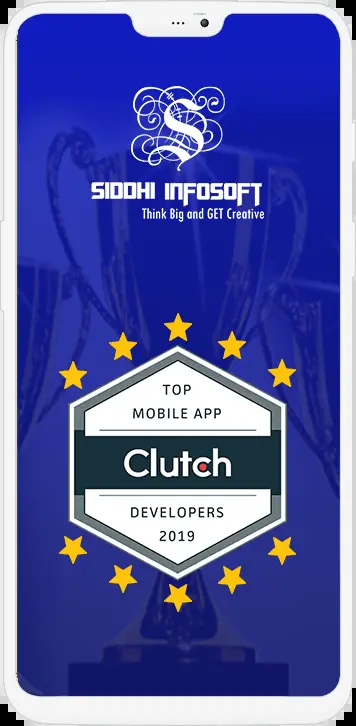 S
SIDDHI INFOSOFT
Think Big and GET Creative
TOP
MOBILE APP
Clutch
DEVELOPERS
2019